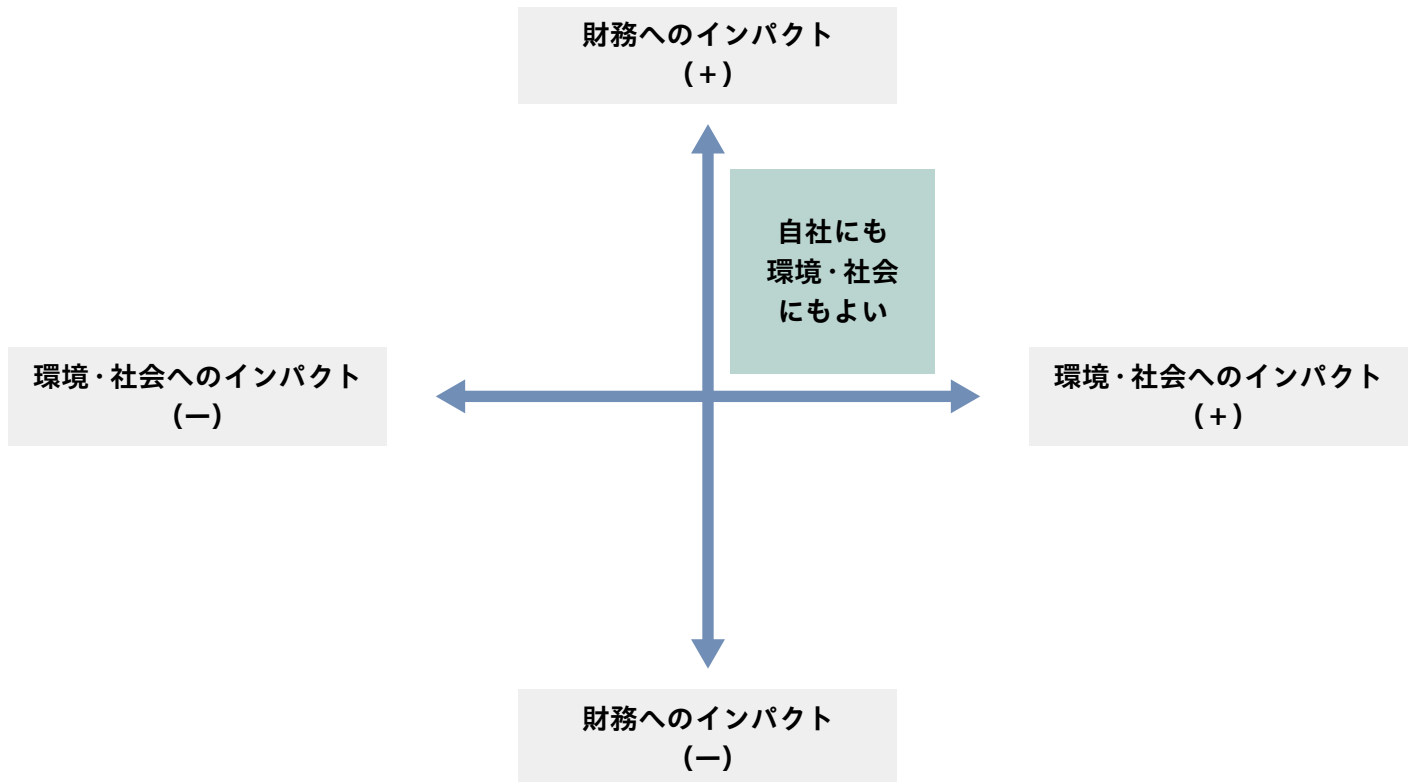 財務へのインパクト
(+)
自社にも
環境・社会
にもよい
環境・社会へのインパクト
(ー)
環境・社会へのインパクト
(+)
財務へのインパクト
(ー)